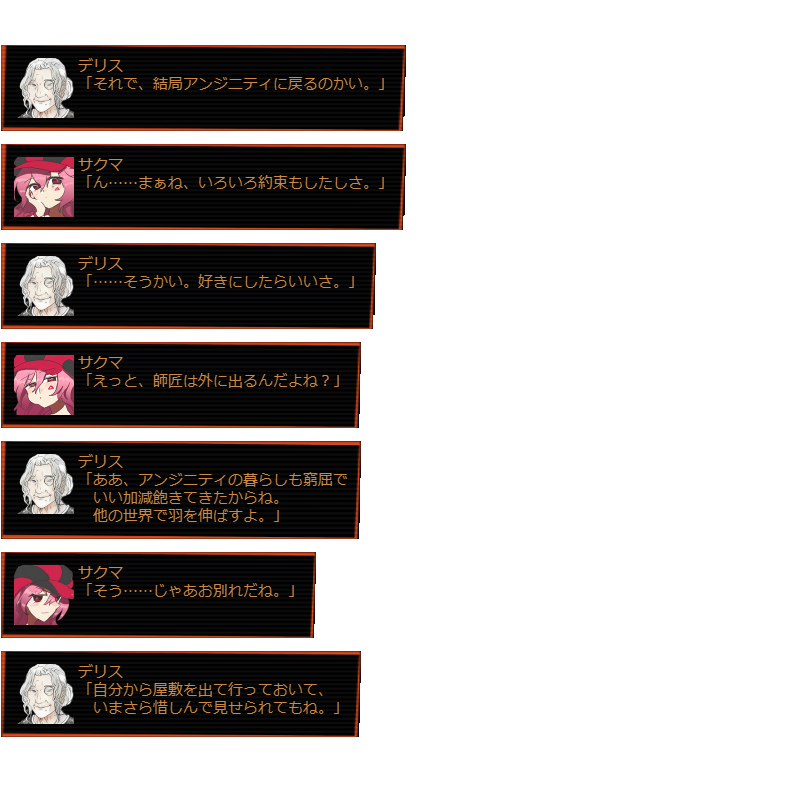 デリス
「それで、結局アンジニティに戻るのかい。」
サクマ
「ん……まぁね、いろいろ約束もしたしさ。」
デリス
「……そうかい。好きにしたらいいさ。」
サクマ
「えっと、師匠は外に出るんだよね？」
デリス
「ああ、アンジニティの暮らしも窮屈で
いい加減飽きてきたからね。
他の世界で羽を伸ばすよ。」
サクマ
「そう……じゃあお別れだね。」
デリス
「自分から屋敷を出て行っておいて、
いまさら惜しんで見せられてもね。」